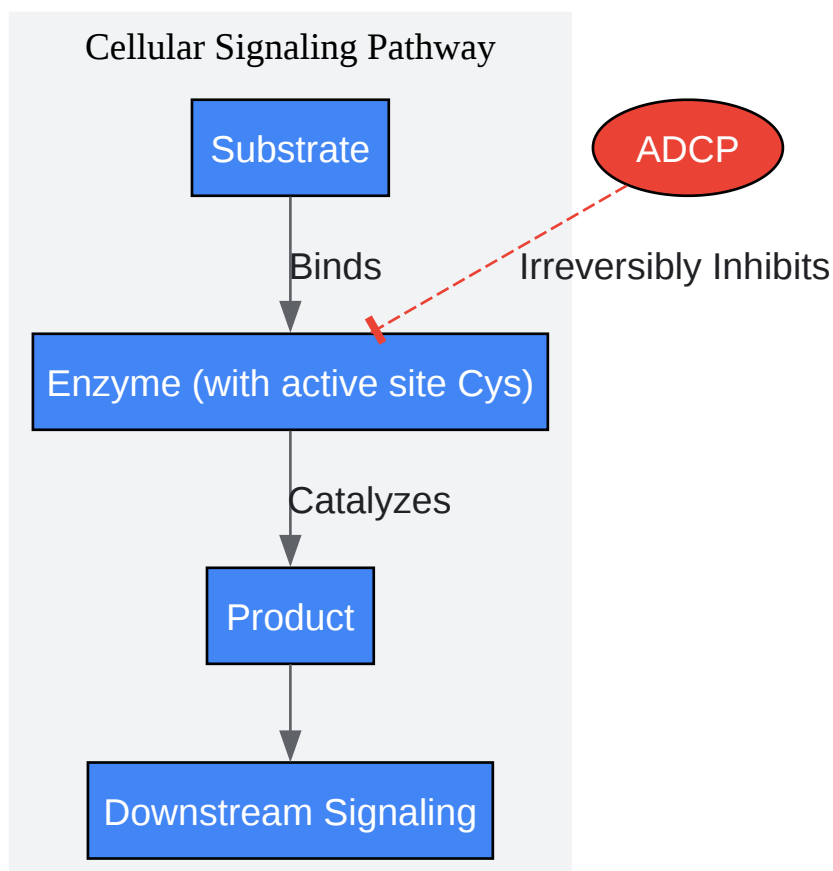 Cellular Signaling Pathway
Substrate
ADCP
Binds
Irreversibly Inhibits
Enzyme (with active site Cys)
Catalyzes
Product
Downstream Signaling